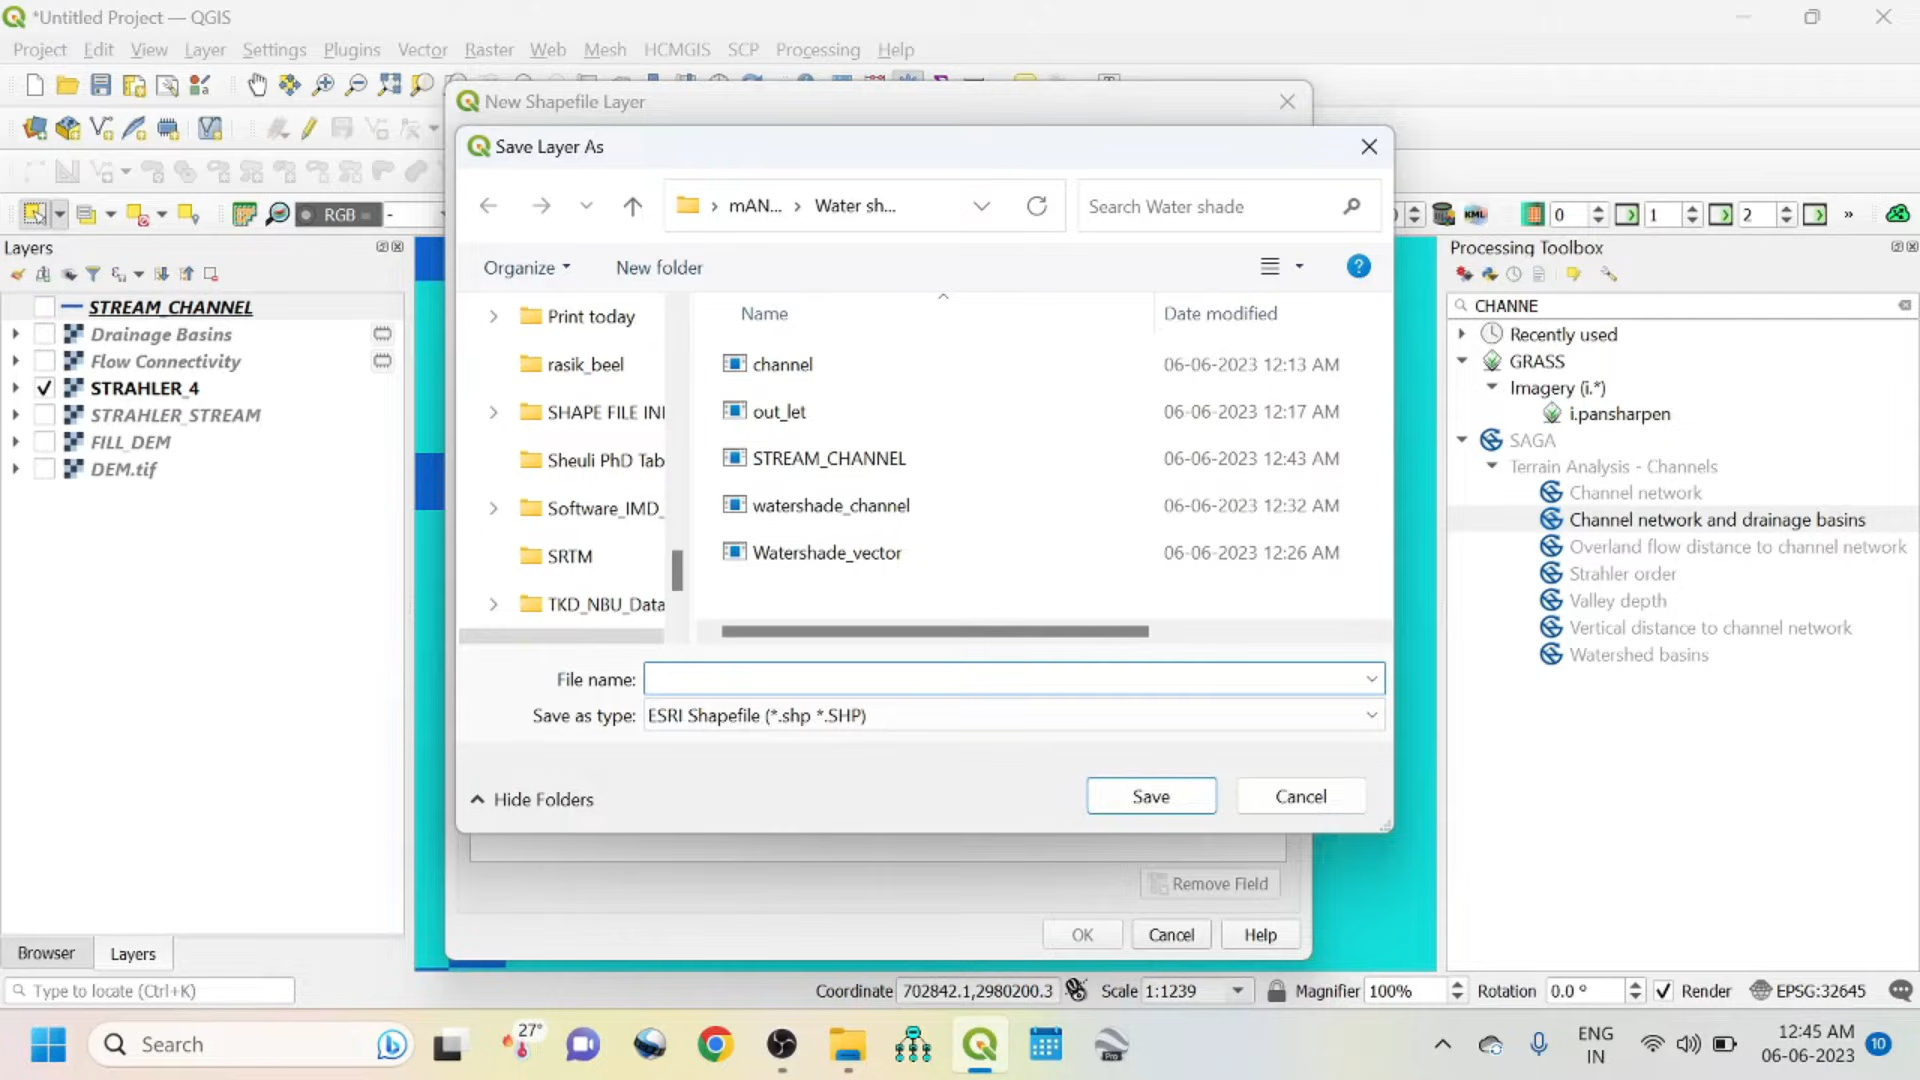 *Untitled Project — QGIS
Project Edit View Layer Settings Plugins Vector Raster Web Mesh HCMGIS SCP Processing Help
New Shapefile Layer
Save Layer As
mAN... > Water sh...
Search Water shade
Organize
New folder
Print today
rasik_beel
SHAPE FILE INI
Sheuli PhD Tab
Software_IMD_
SRTM
TKD_NBU_Data
Name
Date modified
channel 06-06-2023 12:13 AM
out_let 06-06-2023 12:17 AM
STREAM_CHANNEL 06-06-2023 12:43 AM
watershade_channel 06-06-2023 12:32 AM
Watershade_vector 06-06-2023 12:26 AM
File name:
Save as type: ESRI Shapefile (*.shp *.SHP)
Hide Folders
Save
Cancel
Remove Field
OK
Cancel
Help
RGB
-
0 1 2 »
KML
Layers
STREAM_CHANNEL
Drainage Basins
Flow Connectivity
STRAHLER_4
STRAHLER_STREAM
FILL_DEM
DEM.tif
Browser
Layers
Processing Toolbox
CHANNE
Recently used
GRASS
Imagery (i.*)
i.pansharpen
SAGA
Terrain Analysis - Channels
Channel network
Channel network and drainage basins
Overland flow distance to channel network
Strahler order
Valley depth
Vertical distance to channel network
Watershed basins
Type to locate (Ctrl+K)
Coordinate 702842.1,2980200.3
Scale 1:1239
Magnifier 100%
Rotation 0.0 °
Render
EPSG:32645
Search
27°
Pro
ENG
IN
12:45 AM
06-06-2023
10